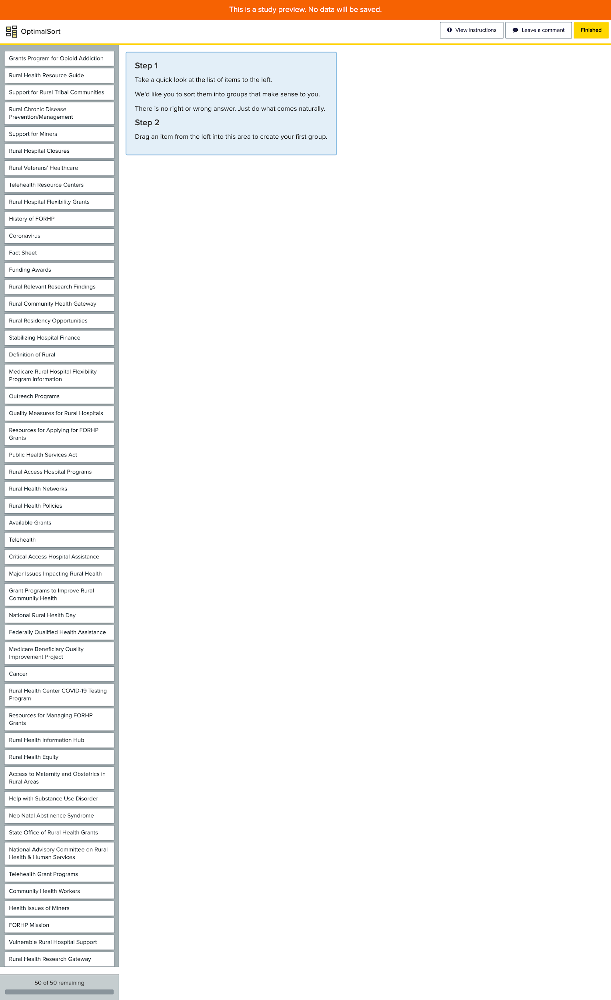 This is a study preview. No data will be saved.
OptimalSort
View instructions
Leave a comment
Finished
Grants Program for Opioid Addiction
Rural Health Resource Guide
Support for Rural Tribal Communities
Rural Chronic Disease
Prevention/Management
Support for Miners
Rural Hospital Closures
Rural Veterans' Healthcare
Telehealth Resource Centers
Rural Hospital Flexibility Grants
History of FORHP
Coronavirus
Fact Sheet
Funding Awards
Rural Relevant Research Findings
Rural Community Health Gateway
Rural Residency Opportunities
Stabilizing Hospital Finance
Definition of Rural
Medicare Rural Hospital Flexibility
Program Information
Outreach Programs
Quality Measures for Rural Hospitals
Resources for Applying for FORHP
Grants
Public Health Services Act
Rural Access Hospital Programs
Rural Health Networks
Rural Health Policies
Available Grants
Telehealth
Critical Access Hospital Assistance
Major Issues Impacting Rural Health
Grant Programs to Improve Rural
Community Health
National Rural Health Day
Federally Qualified Health Assistance
Medicare Beneficiary Quality
Improvement Project
Cancer
Rural Health Center COVID-19 Testing
Program
Resources for Managing FORHP
Grants
Rural Health Information Hub
Rural Health Equity
Access to Maternity and Obstetrics in
Rural Areas
Help with Substance Use Disorder
Neo Natal Abstinence Syndrome
State Office of Rural Health Grants
National Advisory Committee on Rural
Health & Human Services
Telehealth Grant Programs
Community Health Workers
Health Issues of Miners
FORHP Mission
Vulnerable Rural Hospital Support
Rural Health Research Gateway
50 of 50 remaining
Step 1
Take a quick look at the list of items to the left.
We'd like you to sort them into groups that make sense to you.
There is no right or wrong answer. Just do what comes naturally.
Step 2
Drag an item from the left into this area to create your first group.